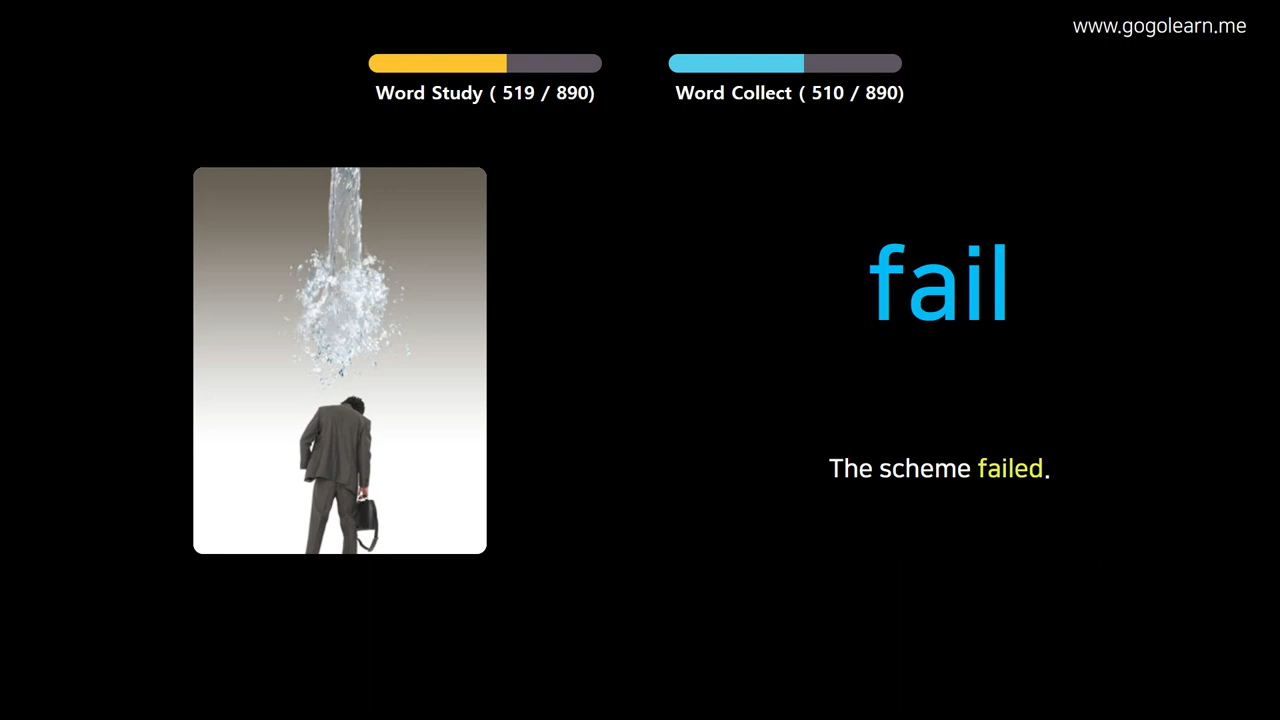 www.gogolearn.me
Word Study ( 519 / 890)
Word Collect ( 510 / 890)
fail
The scheme failed.